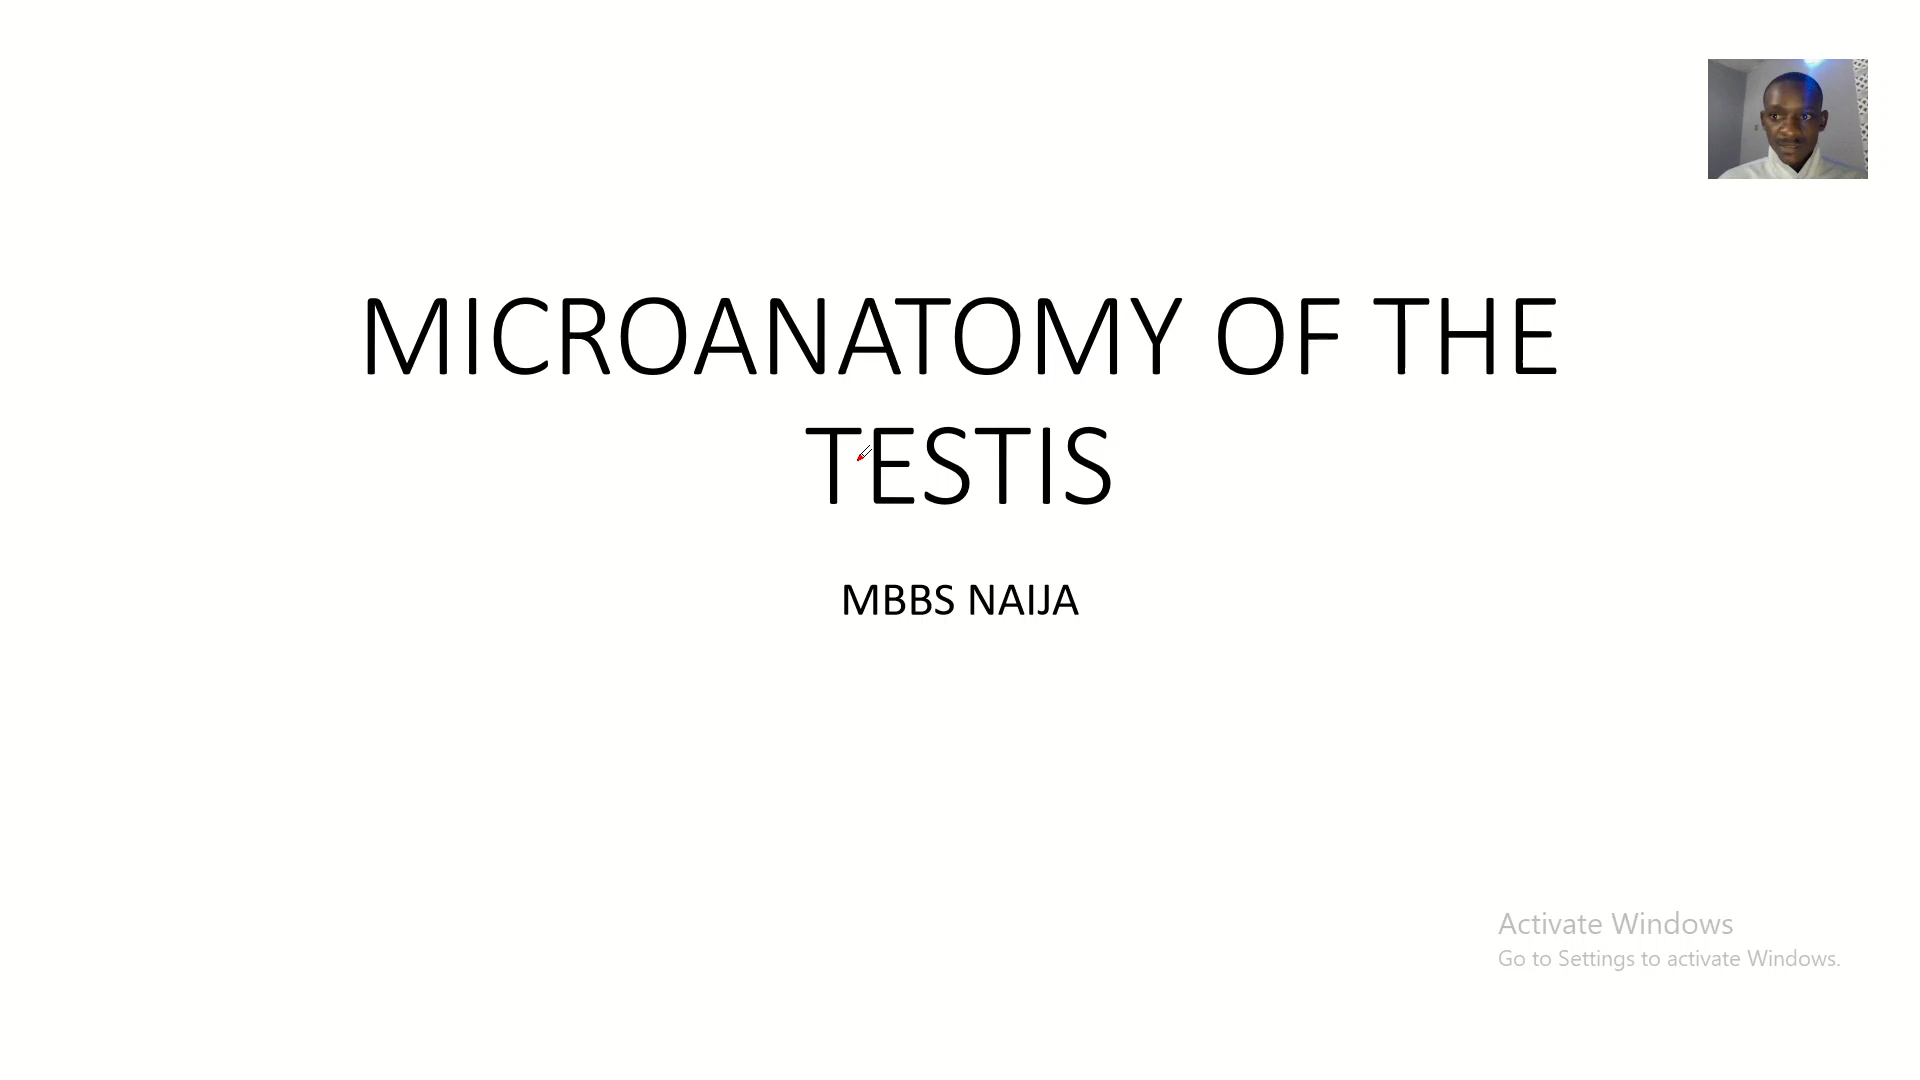 MICROANATOMY OF THE
TESTIS
MBBS NAIJA
Activate Windows
Go to Settings to activate Windows.